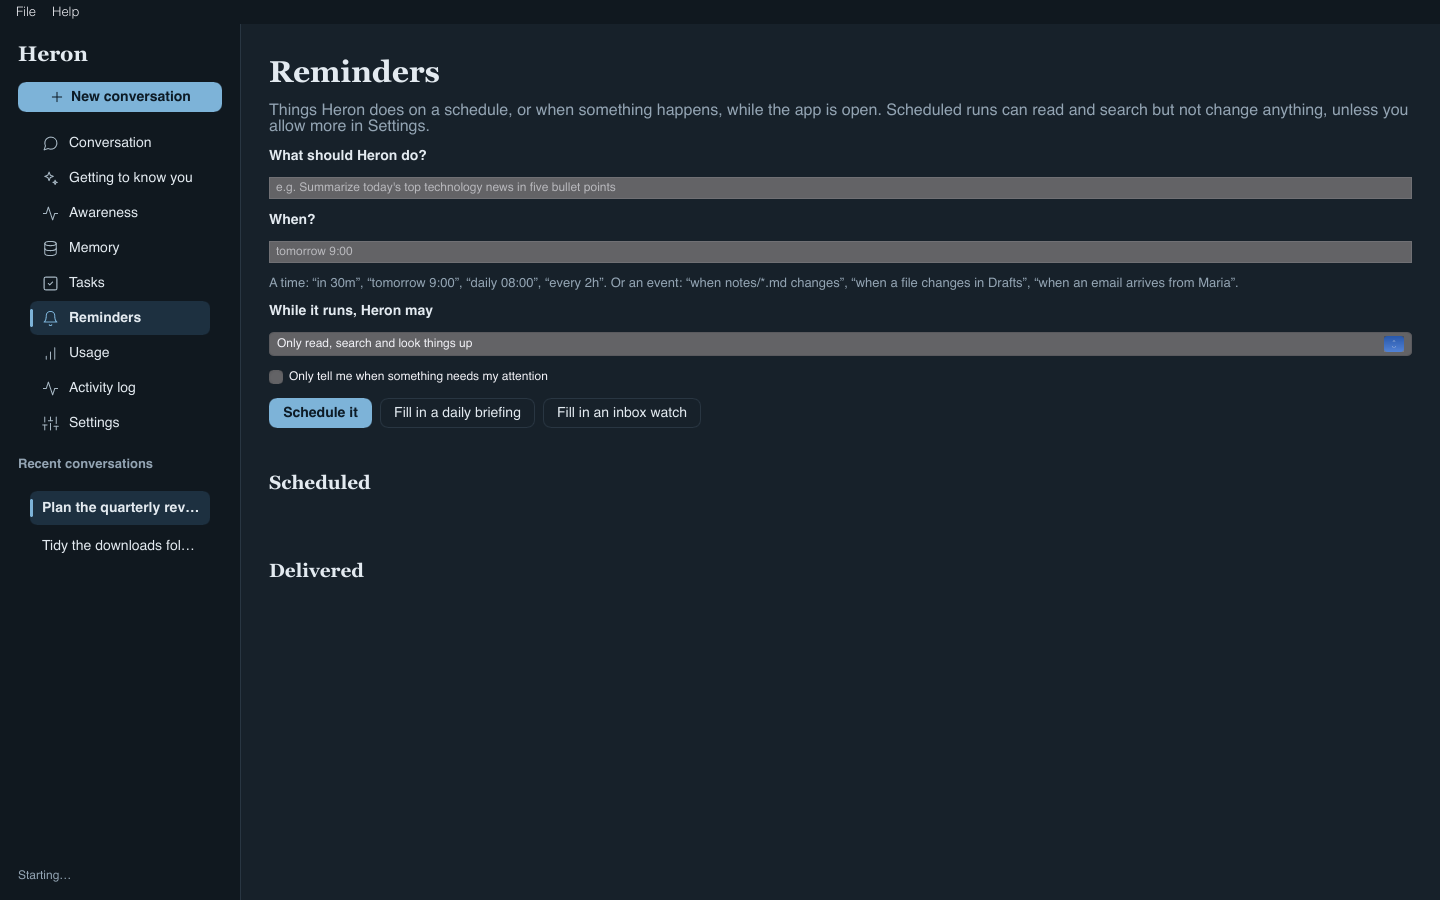 File Help
Heron
New conversation
Conversation
Getting to know you
Awareness
Memory
Tasks
Reminders
Usage
Activity log
Settings
Recent conversations
Plan the quarterly rev…
Tidy the downloads fol…
Starting…
Reminders
Things Heron does on a schedule, or when something happens, while the app is open. Scheduled runs can read and search but not change anything, unless you
allow more in Settings.
What should Heron do?
e.g. Summarize today's top technology news in five bullet points
When?
tomorrow 9:00
A time: “in 30m”, “tomorrow 9:00”, “daily 08:00”, “every 2h”. Or an event: “when notes/*.md changes”, “when a file changes in Drafts”, “when an email arrives from Maria”.
While it runs, Heron may
Only read, search and look things up
Only tell me when something needs my attention
Schedule it
Fill in a daily briefing
Fill in an inbox watch
Scheduled
Delivered